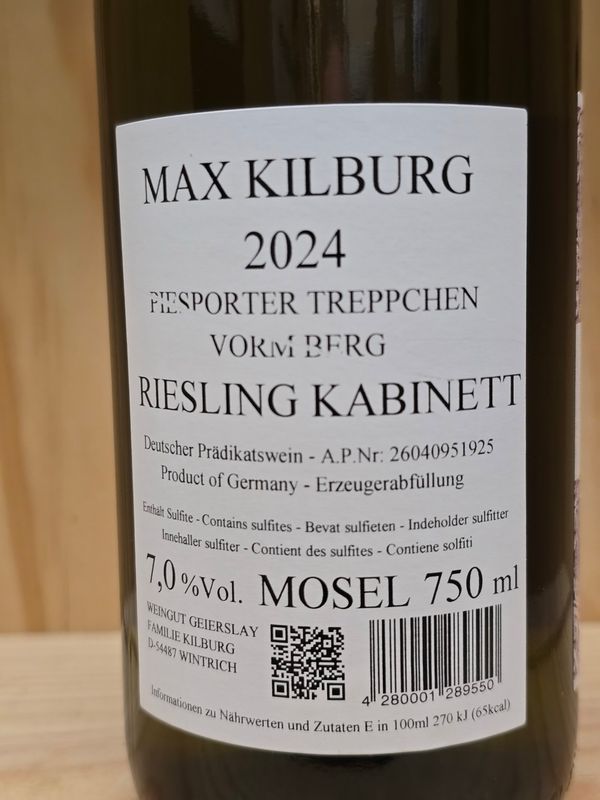 MAX KILBURG
2024
PIESPORTER TREPPCHEN
VORM BERG
RIESLING KABINETT
Deutscher Prädikatswein - A.P.Nr: 26040951925
Product of Germany - Erzeugerabfüllung
Enthält Sulfite - Contains sulfites - Bevat sulfieten - Indeholder sulfitter
Innehaller sulfiter - Contient des sulfites - Contiene solfiti
7,0 %Vol. MOSEL 750 ml
WEINGUT GEIERSLAY
FAMILIE KILBURG
D-54487 WINTRICH
4 280001 289550
Informationen zu Nährwerten und Zutaten E in 100ml 270 kJ (65kcal)